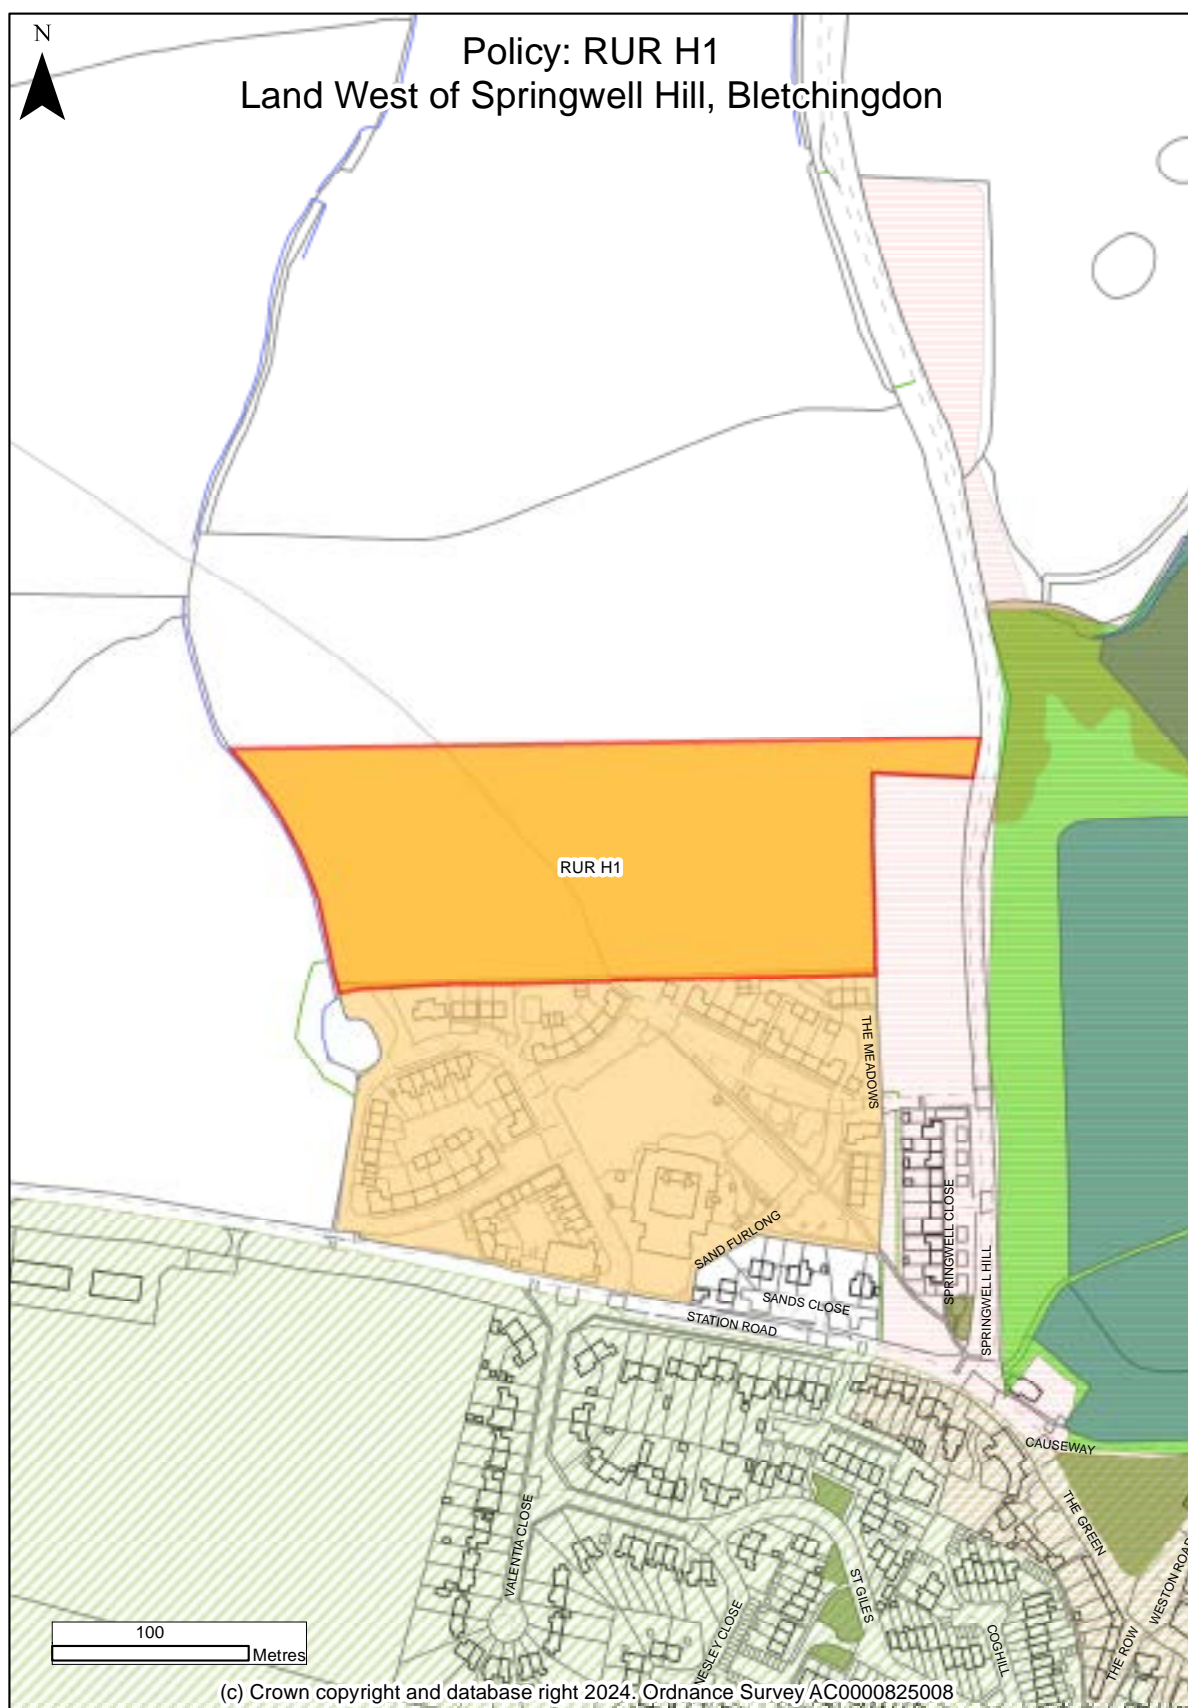 N
Policy: RUR H1
Land West of Springwell Hill, Bletchingdon
RUR H1
THE MEADOWS
SAND FURLONG
SPRINGWELL CLOSE
SPRINGWELL HILL
SANDS CLOSE
STATION ROAD
CAUSEWAY
THE GREEN
VALENTIA CLOSE
ST GILES
WESTON ROAD
NESLEY CLOSE
COGHILL
THE ROW
100
Metres
(c) Crown copyright and database right 2024. Ordnance Survey AC0000825008